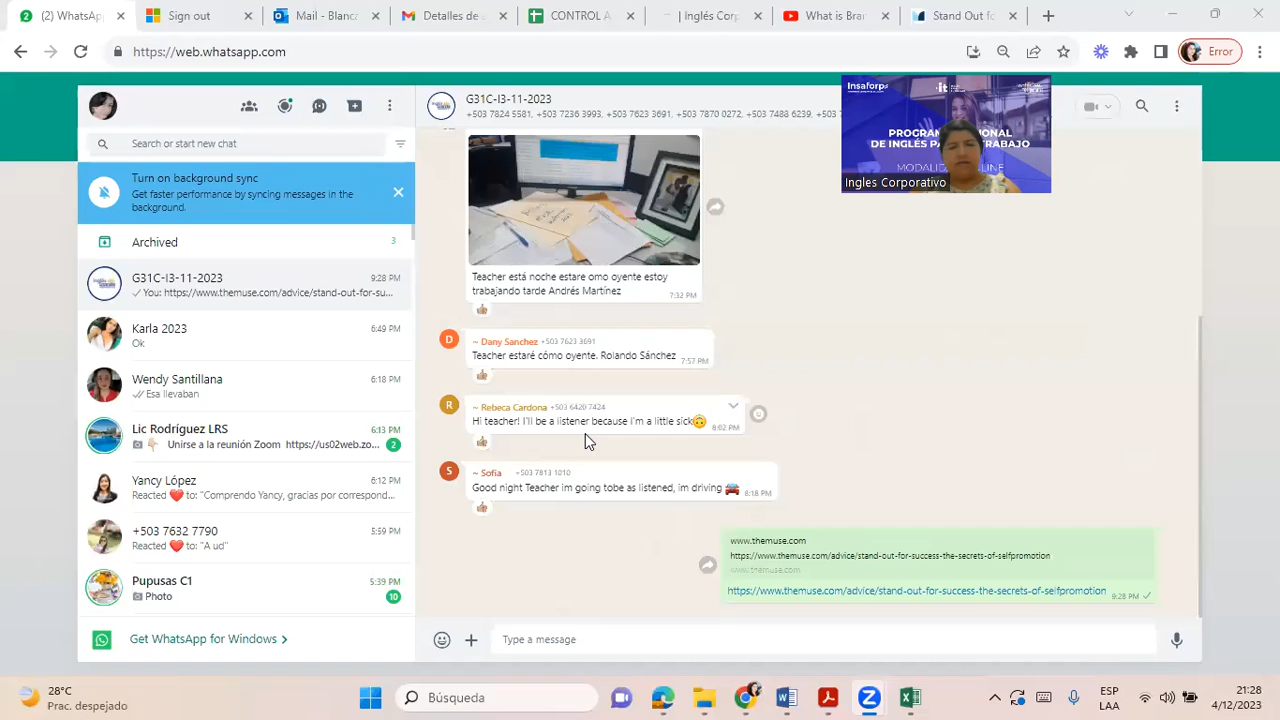 (2) WhatsApp
Sign out
Mail - Blanc
Detalles de s
CONTROL A
| Inglés Corp
What is Bra
Stand Out fo
https://web.whatsapp.com
Error
G31C-I3-11-2023
+503 7824 5581, +503 7236 3993, +503 7623 3691, +503 7870 0272, +503 7488 6239,
Search or start new chat
Turn on background sync
Get faster performance by syncing messages in the
background.
Archived
3
G31C-I3-11-2023
9:28 PM
You: https://www.themuse.com/advice/stand-out-for-su...
Karla 2023
6:49 PM
Ok
Wendy Santillana
6:18 PM
Esa llevaban
Lic Rodríguez LRS
6:13 PM
Unirse a la reunión Zoom https://us02web.zo...
2
Yancy López
6:12 PM
Reacted ❤️ to: "Comprendo Yancy, gracias por correspond...
+503 7632 7790
5:59 PM
Reacted ❤️ to: "A ud"
Pupusas C1
5:39 PM
Photo
10
Get WhatsApp for Windows
Insaforp
PROGRAMA
IONAL
DE INGLÉS PA
TRABAJO
MODALID
LINE
Ingles Corporativo
Teacher está noche estare omo oyente estoy
trabajando tarde Andrés Martínez
7:32 PM
D
~ Dany Sanchez +503 7623 3691
Teacher estaré cómo oyente. Rolando Sánchez
7:57 PM
R
~ Rebeca Cardona +503 6420 7424
Hi teacher! I'll be a listener because I'm a little sick🙃
8:02 PM
S
~ Sofia +503 7813 1010
Good night Teacher im going tobe as listened, im driving 🚘
8:18 PM
www.themuse.com
https://www.themuse.com/advice/stand-out-for-success-the-secrets-of-selfpromotion
www.themuse.com
https://www.themuse.com/advice/stand-out-for-success-the-secrets-of-selfpromotion
9:28 PM
Type a message
28°C
Prac. despejado
Búsqueda
ESP
LAA
21:28
4/12/2023